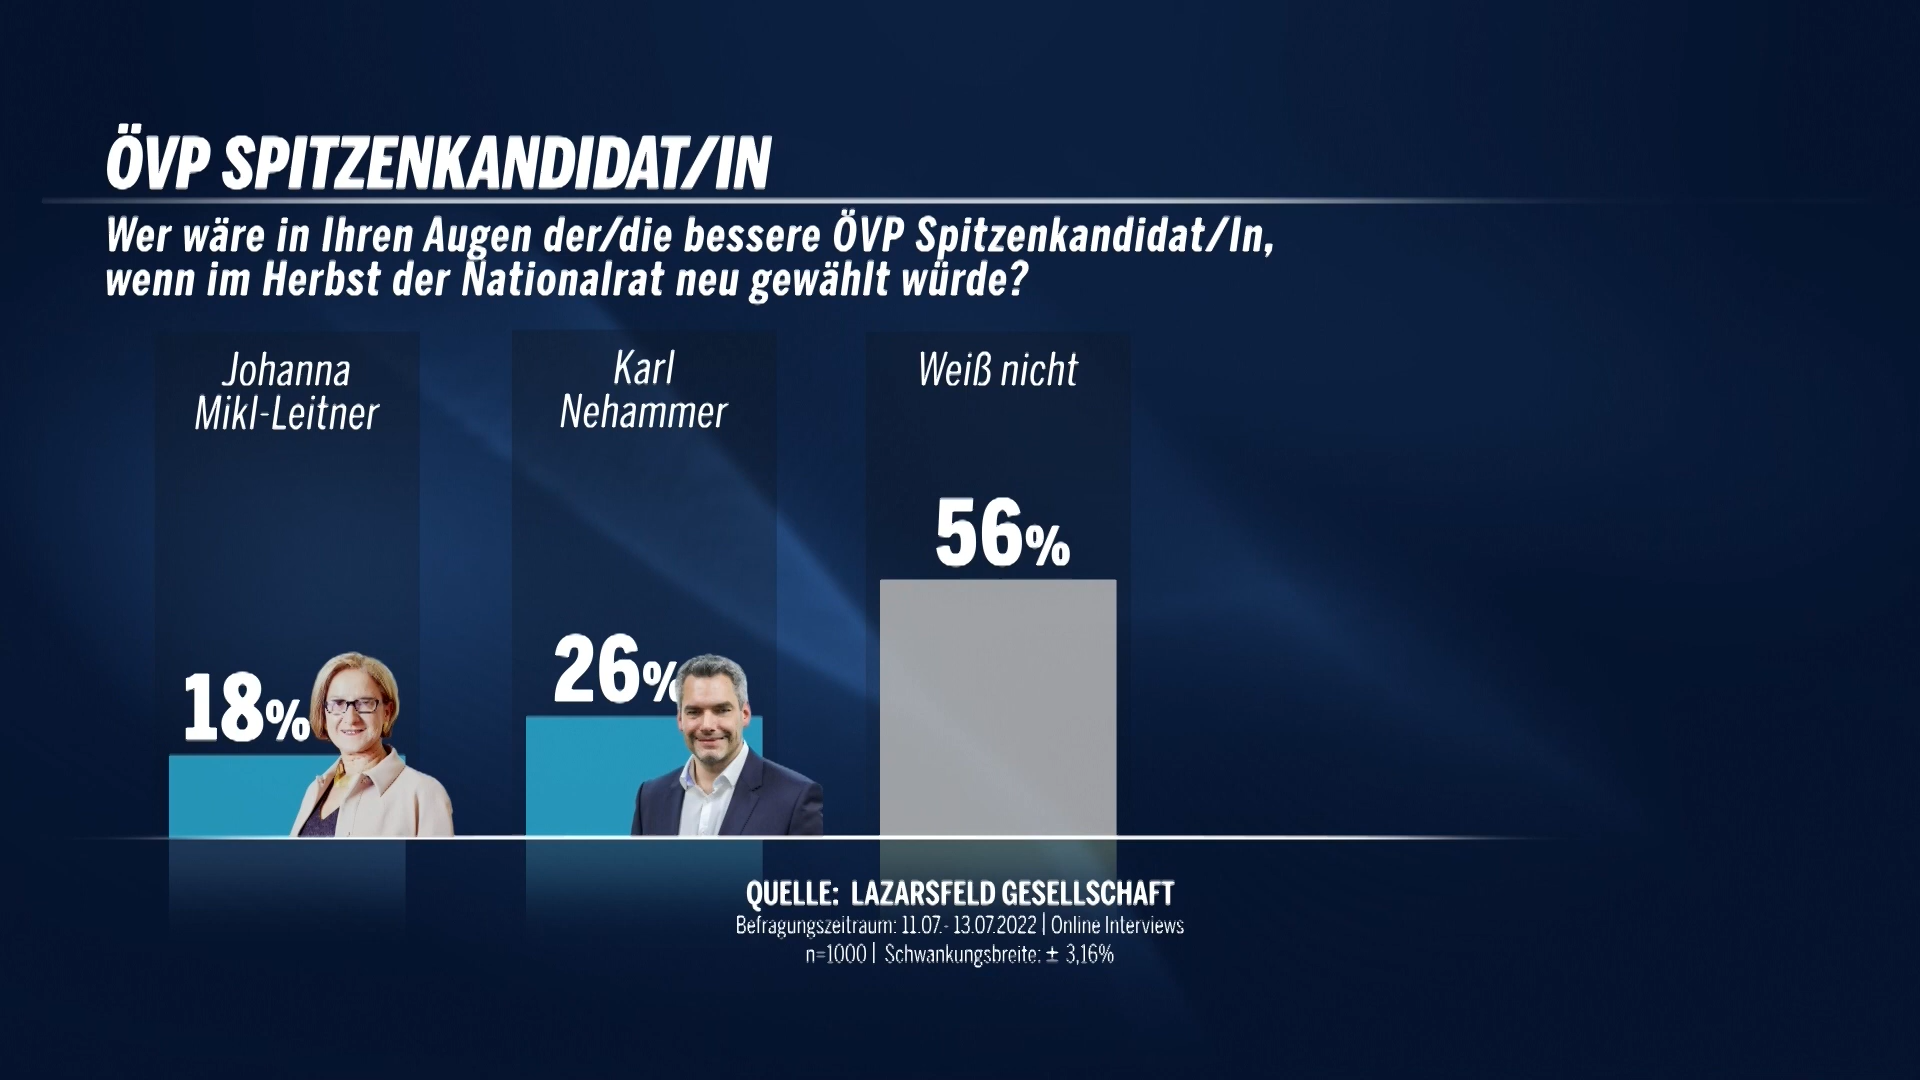 ÖVP SPITZENKANDIDAT/IN
Wer wäre in Ihren Augen der/die bessere ÖVP Spitzenkandidat/In,
wenn im Herbst der Nationalrat neu gewählt würde?
Johanna
Mikl-Leitner
18%
Karl
Nehammer
26%
Weiß nicht
56%
QUELLE: LAZARSFELD GESELLSCHAFT
Befragungszeitraum: 11.07.- 13.07.2022 | Online Interviews
n=1000 | Schwankungsbreite: ± 3,16%